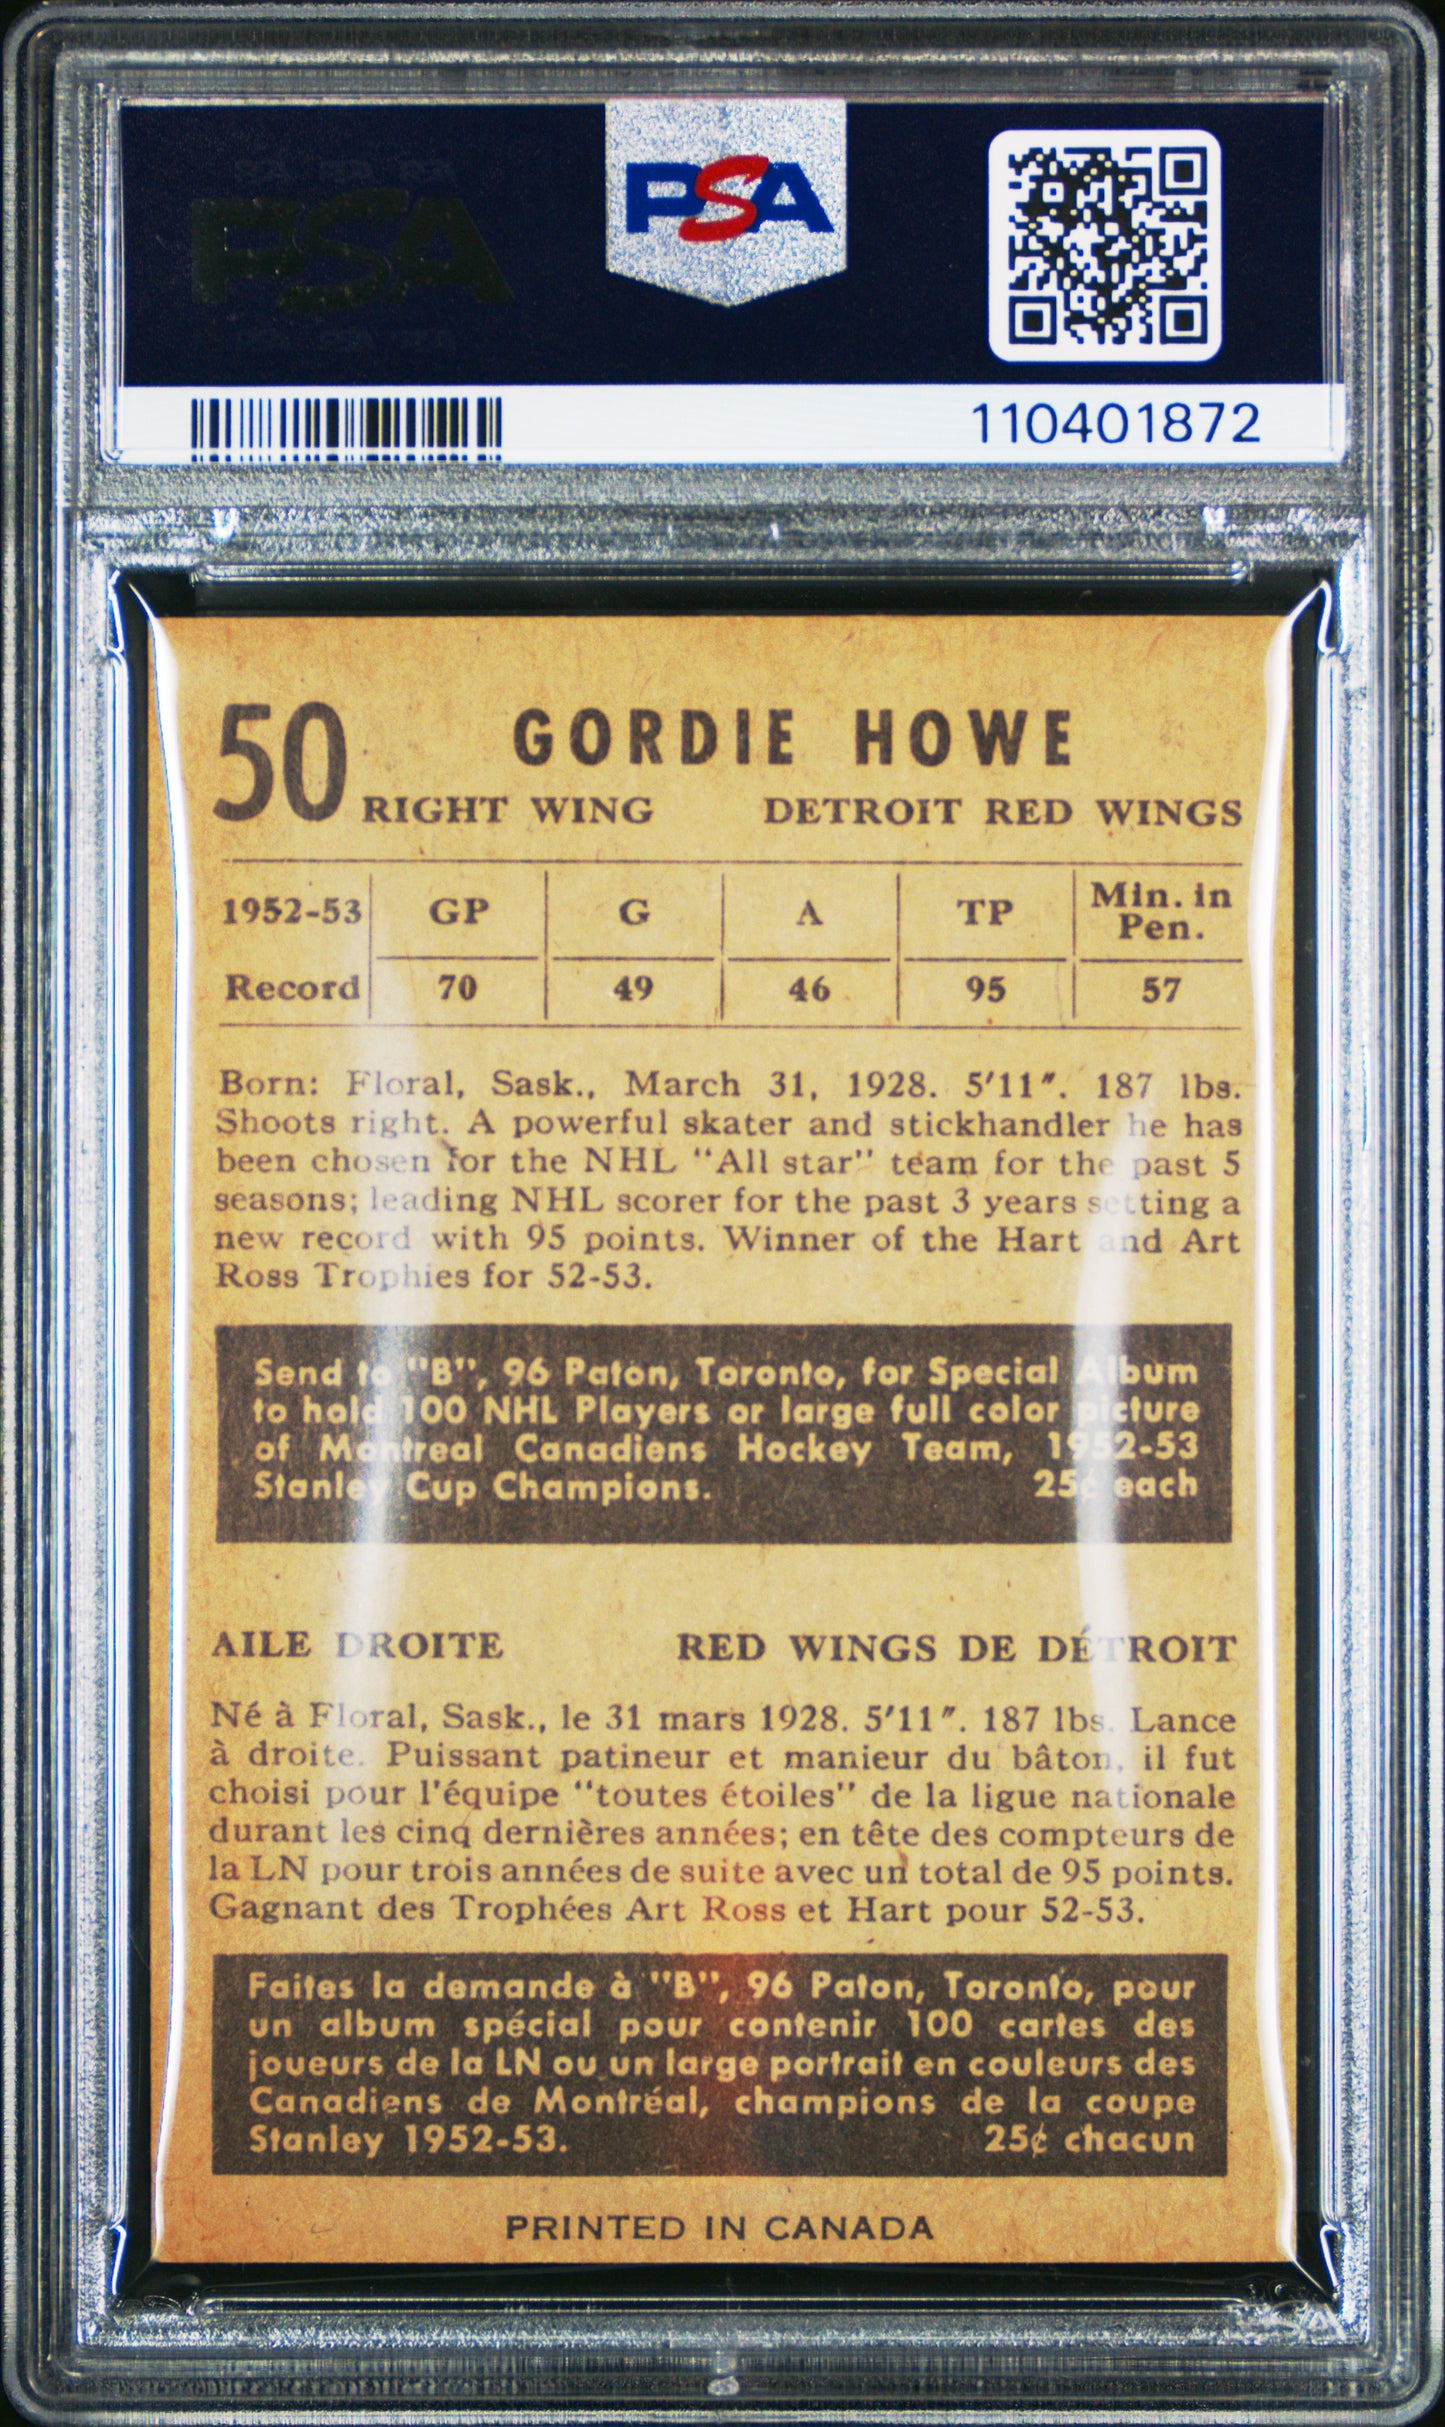 PSA
PSA
110401872
50 GORDIE HOWE
RIGHT WING DETROIT RED WINGS
1952-53 GP G A TP Min. in Pen.
Record 70 49 46 95 57
Born: Floral, Sask., March 31, 1928. 5'11". 187 lbs.
Shoots right. A powerful skater and stickhandler he has
been chosen for the NHL "All star" team for the past 5
seasons; leading NHL scorer for the past 3 years setting a
new record with 95 points. Winner of the Hart and Art
Ross Trophies for 52-53.
Send to "B", 96 Paton, Toronto, for Special Album
to hold 100 NHL Players or large full color picture
of Montreal Canadiens Hockey Team, 1952-53
Stanley Cup Champions. 25¢ each
AILE DROITE RED WINGS DE DÉTROIT
Né à Floral, Sask., le 31 mars 1928. 5'11". 187 lbs. Lance
à droite. Puissant patineur et manieur du bâton, il fut
choisi pour l'équipe "toutes étoiles" de la ligue nationale
durant les cinq dernières années; en tête des compteurs de
la LN pour trois années de suite avec un total de 95 points.
Gagnant des Trophées Art Ross et Hart pour 52-53.
Faites la demande à "B", 96 Paton, Toronto, pour
un album spécial pour contenir 100 cartes des
joueurs de la LN ou un large portrait en couleurs des
Canadiens de Montréal, champions de la coupe
Stanley 1952-53. 25¢ chacun
PRINTED IN CANADA